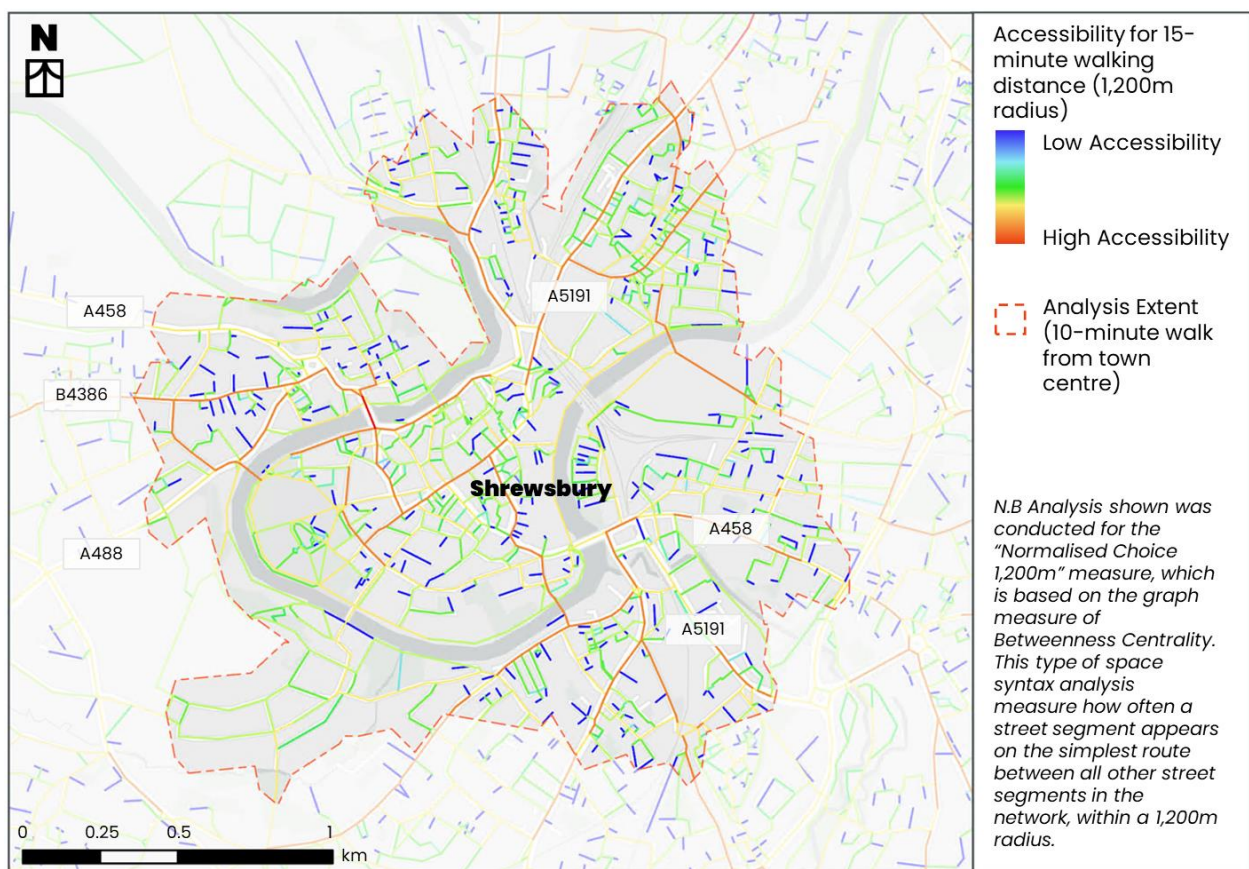 N
A458
B4386
A488
A5191
Shrewsbury
A458
A5191
0 0.25 0.5 1
km
Accessibility for 15-
minute walking
distance (1,200m
radius)
Low Accessibility
High Accessibility
Analysis Extent
(10-minute walk
from town
centre)
N.B Analysis shown was
conducted for the
“Normalised Choice
1,200m” measure, which
is based on the graph
measure of
Betweenness Centrality.
This type of space
syntax analysis
measure how often a
street segment appears
on the simplest route
between all other street
segments in the
network, within a 1,200m
radius.